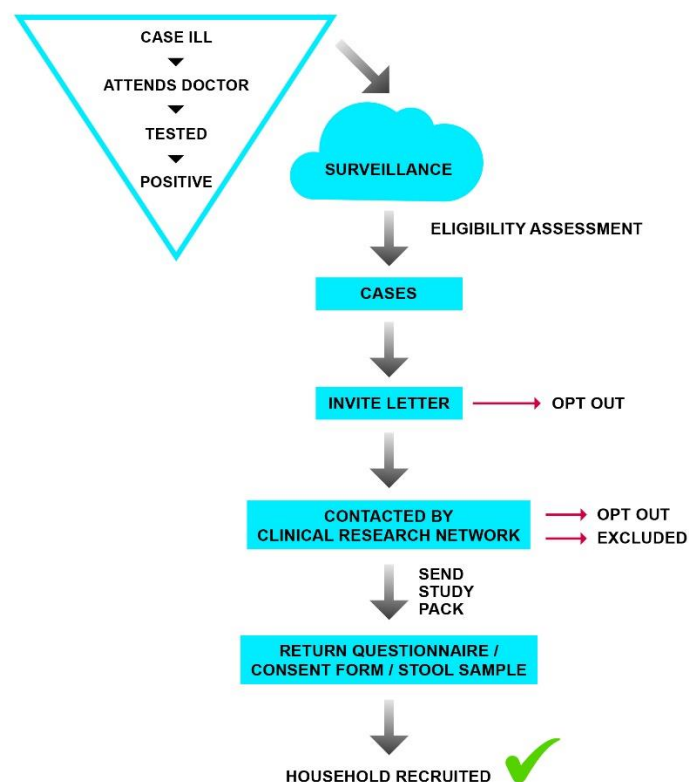 CASE ILL
ATTENDS DOCTOR
TESTED
POSITIVE
SURVEILLANCE
ELIGIBILITY ASSESSMENT
CASES
INVITE LETTER
OPT OUT
CONTACTED BY
CLINICAL RESEARCH NETWORK
OPT OUT
EXCLUDED
SEND
STUDY
PACK
RETURN QUESTIONNAIRE /
CONSENT FORM / STOOL SAMPLE
HOUSEHOLD RECRUITED